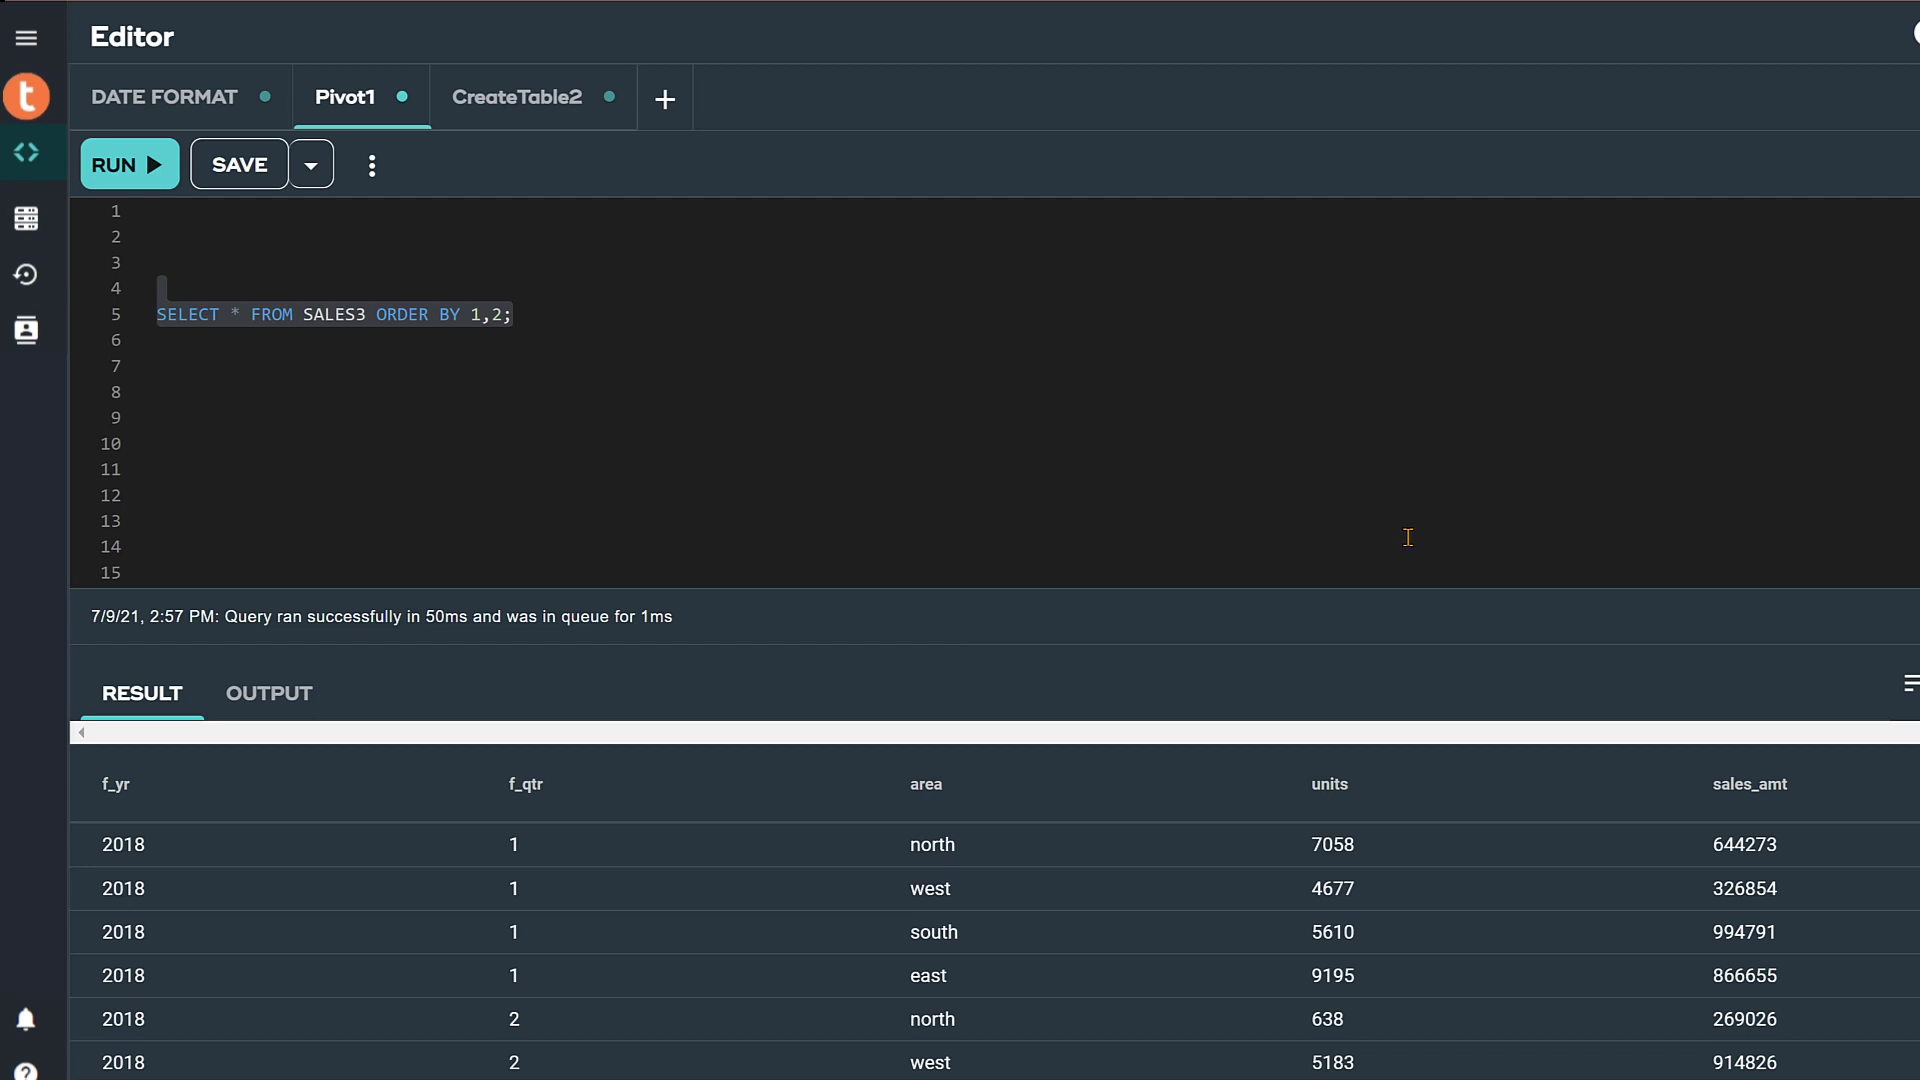 Editor
t
DATE FORMAT Pivot1 CreateTable2 +
RUN SAVE
1
2
3
4
5 SELECT * FROM SALES3 ORDER BY 1,2;
6
7
8
9
10
11
12
13
14
15
7/9/21, 2:57 PM: Query ran successfully in 50ms and was in queue for 1ms
RESULT OUTPUT
f_yr f_qtr area units sales_amt
2018 1 north 7058 644273
2018 1 west 4677 326854
2018 1 south 5610 994791
2018 1 east 9195 866655
2018 2 north 638 269026
2018 2 west 5183 914826
?